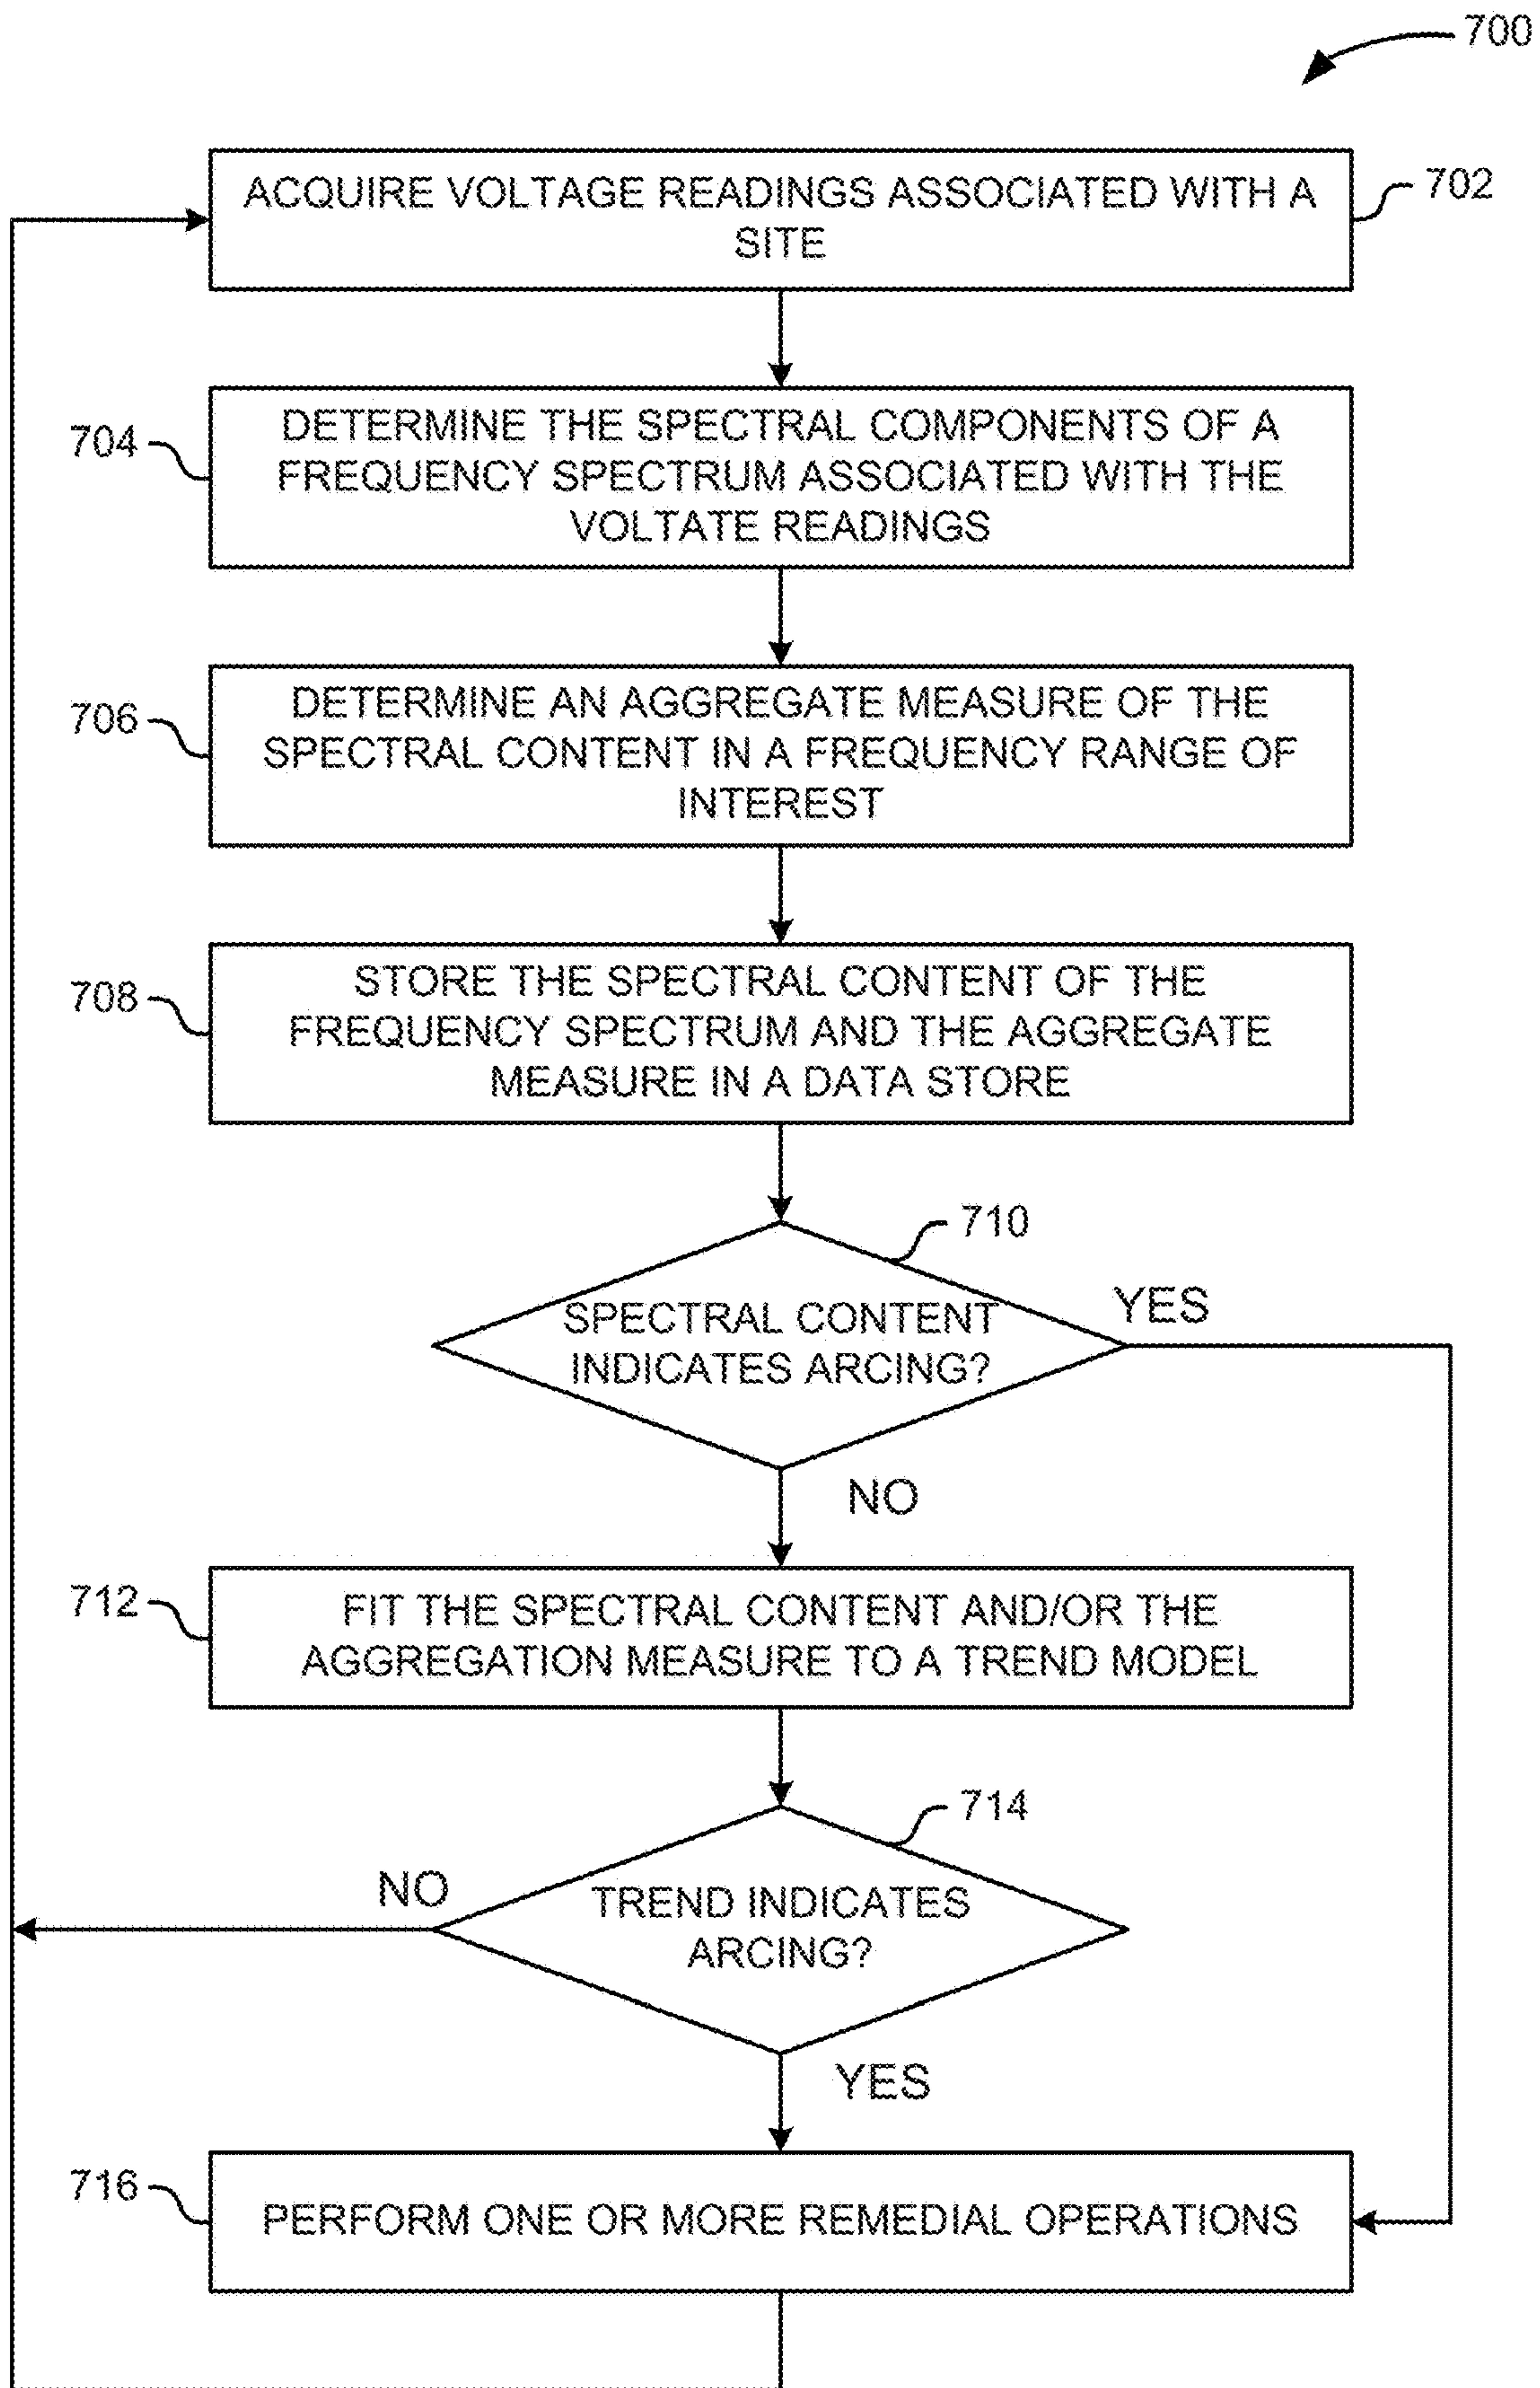 700
ACQUIRE VOLTAGE READINGS ASSOCIATED WITH A
SITE
702
704
DETERMINE THE SPECTRAL COMPONENTS OF A
FREQUENCY SPECTRUM ASSOCIATED WITH THE
VOLTATE READINGS
706
DETERMINE AN AGGREGATE MEASURE OF THE
SPECTRAL CONTENT IN A FREQUENCY RANGE OF
INTEREST
708
STORE THE SPECTRAL CONTENT OF THE
FREQUENCY SPECTRUM AND THE AGGREGATE
MEASURE IN A DATA STORE
710
SPECTRAL CONTENT
INDICATES ARCING?
YES
NO
712
FIT THE SPECTRAL CONTENT AND/OR THE
AGGREGATION MEASURE TO A TREND MODEL
714
NO
TREND INDICATES
ARCING?
YES
716
PERFORM ONE OR MORE REMEDIAL OPERATIONS